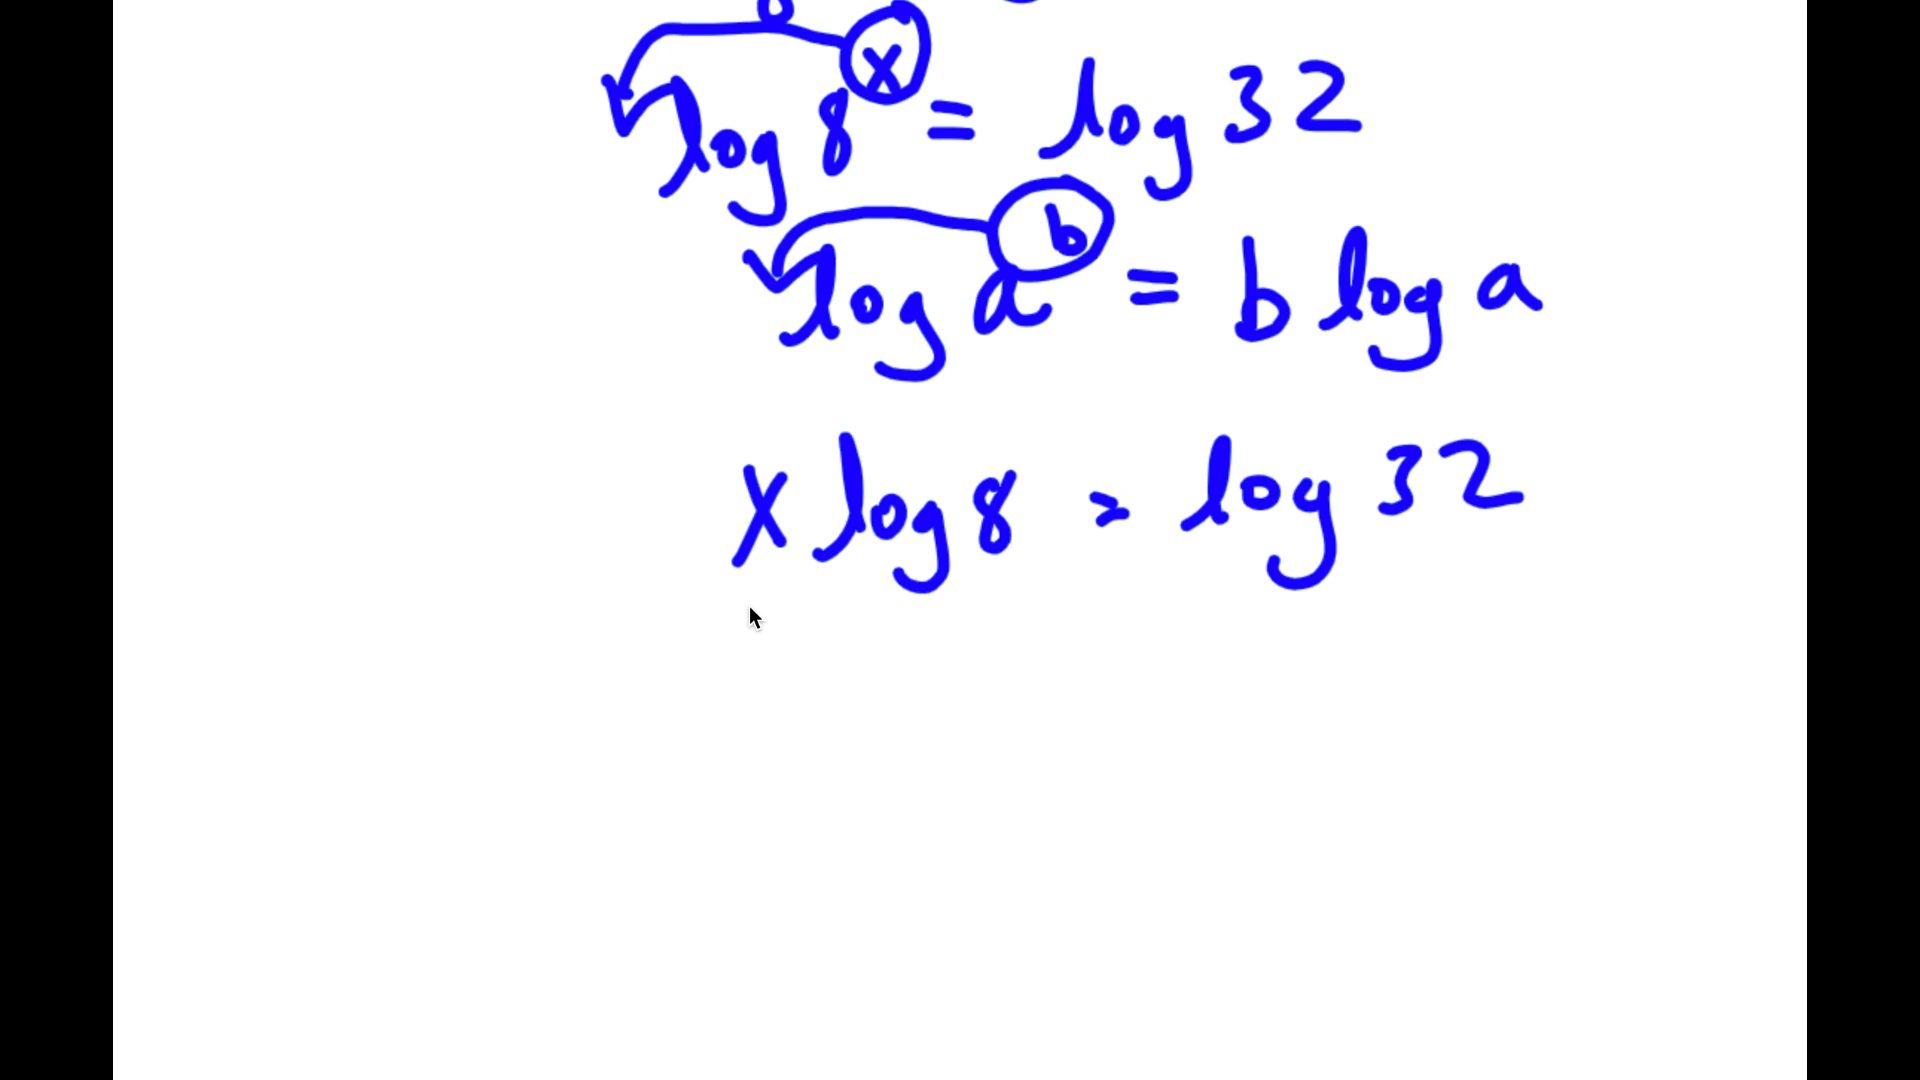 log 8^x = log 32
log a^b = b log a
x log 8 = log 32